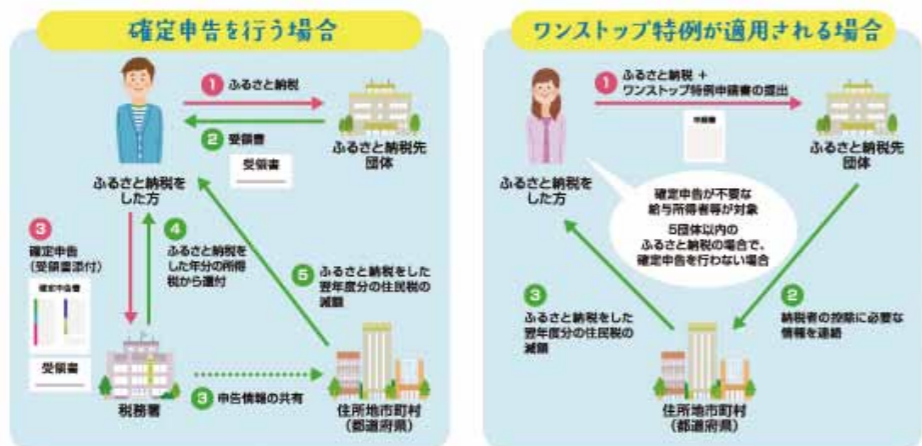 確定申告を行う場合
① ふるさと納税
② 受領書
受領書
ふるさと納税先
団体
ふるさと納税を
した方
③
確定申告
(受領書添付)
確定申告書
受領書
④
ふるさと納税を
した年分の所得
税から還付
⑤ ふるさと納税をした
翌年度分の住民税の
減額
税務署
③ 申告情報の共有
住所地市町村
(都道府県)
ワンストップ特例が適用される場合
① ふるさと納税 +
ワンストップ特例申請書の提出
申請書
ふるさと納税先
団体
ふるさと納税を
した方
確定申告が不要な
給与所得者等が対象
5団体以内の
ふるさと納税の場合で、
確定申告を行わない場合
③
ふるさと納税をした
翌年度分の住民税の
減額
②
納税者の控除に必要な
情報を連絡
住所地市町村
(都道府県)